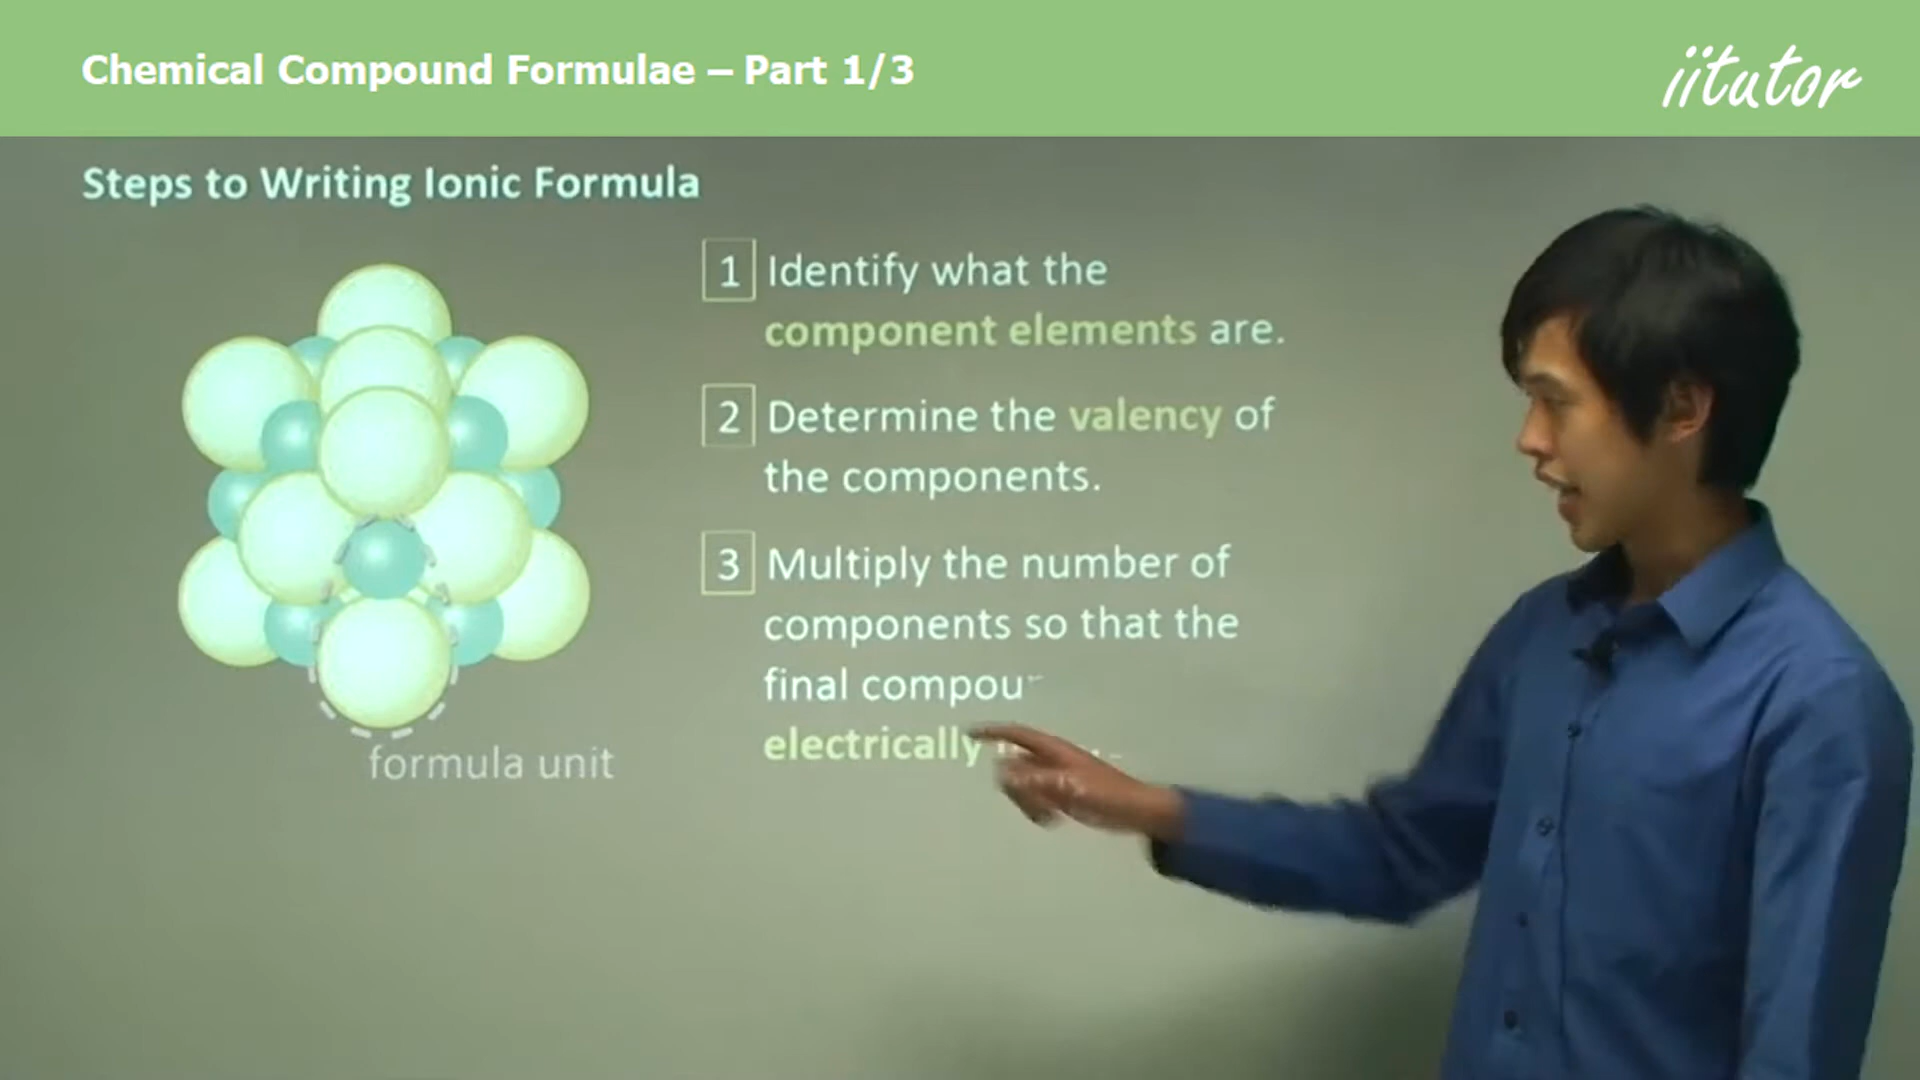 Chemical Compound Formulae – Part 1/3
iitutor
Steps to Writing Ionic Formula
1 Identify what the
component elements are.
2 Determine the valency of
the components.
3 Multiply the number of
components so that the
final
electrically
formula unit